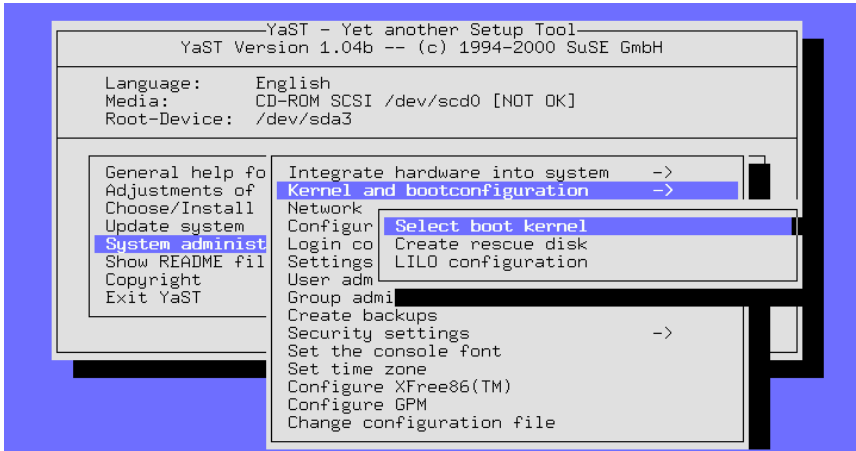 YaST - Yet another Setup Tool
YaST Version 1.04b -- (c) 1994-2000 SuSE GmbH
Language: English
Media: CD-ROM SCSI /dev/scd0 [NOT OK]
Root-Device: /dev/sda3
General help fo
Adjustments of
Choose/Install
Update system
System administ
Show README fil
Copyright
Exit YaST
Integrate hardware into system ->
Kernel and bootconfiguration ->
Network
Configur
Login co
Settings
User adm
Group admi
Create backups
Security settings ->
Set the console font
Set time zone
Configure XFree86(TM)
Configure GPM
Change configuration file
Select boot kernel
Create rescue disk
LILO configuration